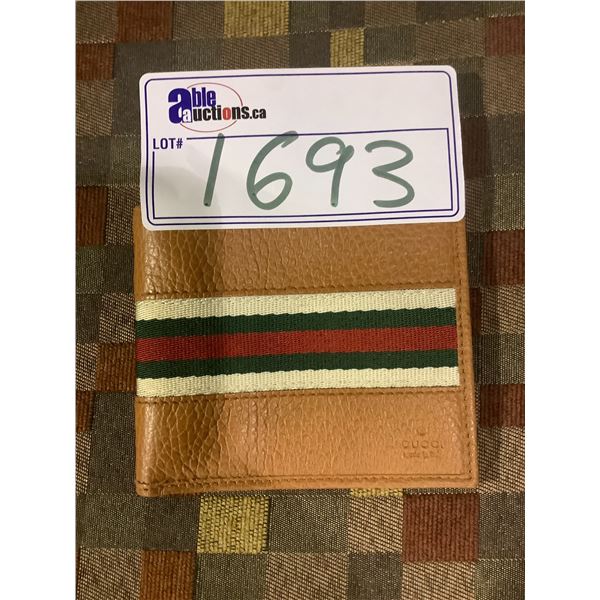 able
auctions.ca
LOT#
1693
GUCCI